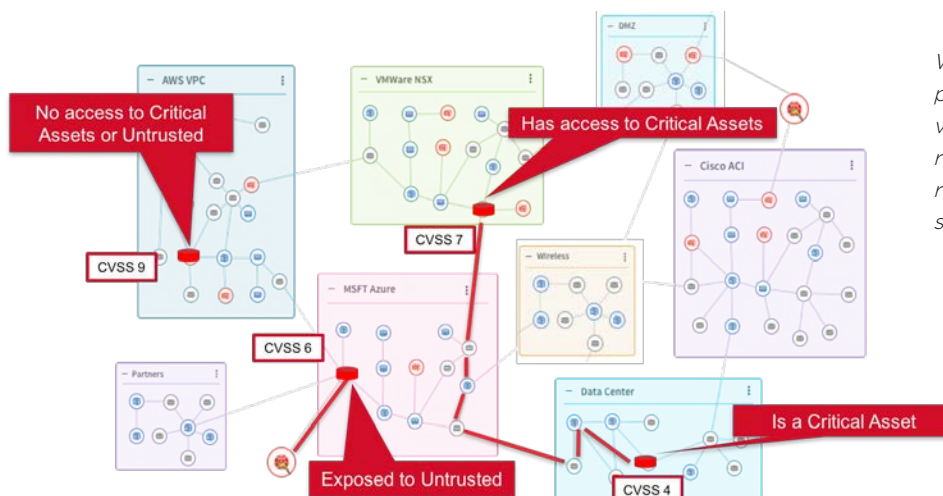 DMZ
AWS VPC
VMWare NSX
No access to Critical
Assets or Untrusted
Has access to Critical Assets
Cisco ACI
CVSS 7
Wireless
CVSS 9
MSFT Azure
CVSS 6
Partners
Data Center
Is a Critical Asset
Exposed to Untrusted
CVSS 4